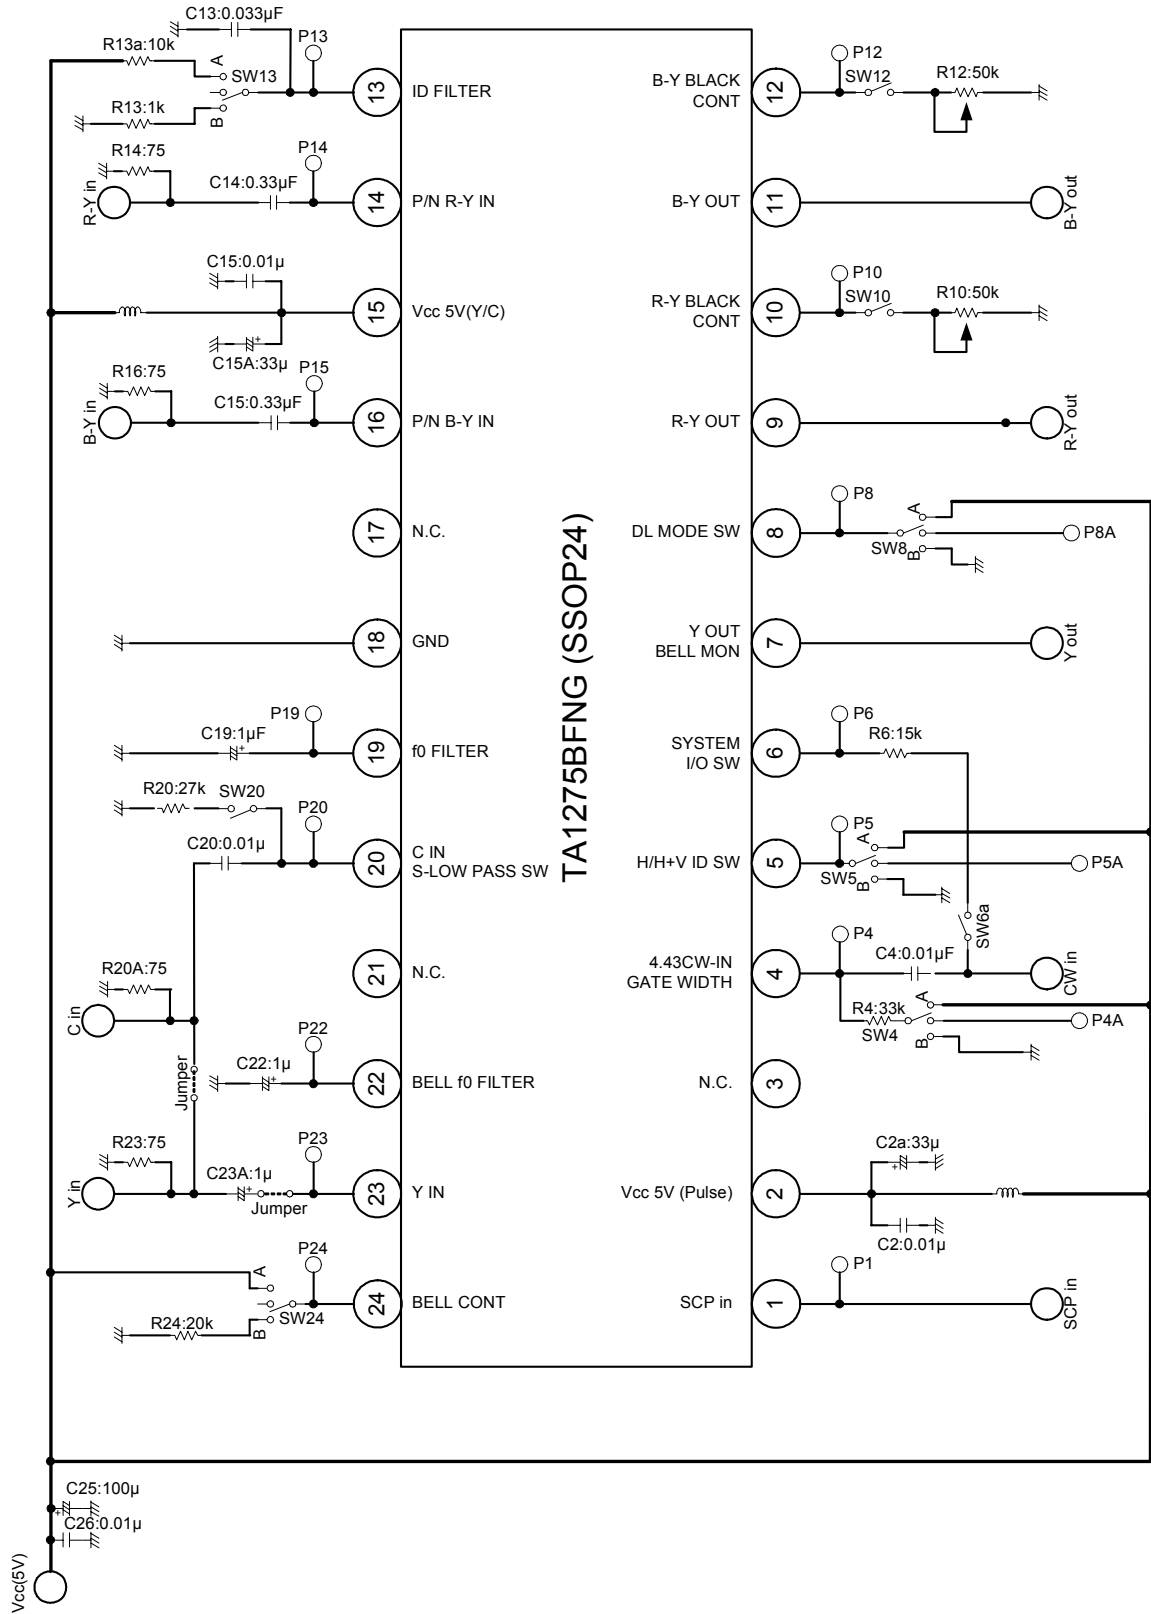 C13:0.033µF
P13
R13a:10k
A
SW13
13
ID FILTER
R13:1k
B
R14:75
P14
C14:0.33µF
R-Y in
14
P/N R-Y IN
C15:0.01µ
15
Vcc 5V(Y/C)
C15A:33µ
P15
R16:75
C15:0.33µF
B-Y in
16
P/N B-Y IN
17
N.C.
18
GND
P19
C19:1µF
19
f0 FILTER
R20:27k
SW20
P20
C20:0.01µ
20
C IN
S-LOW PASS SW
R20A:75
C in
21
N.C.
P22
C22:1µ
Jumper
22
BELL f0 FILTER
R23:75
P23
C23A:1µ
Y in
Jumper
23
Y IN
P24
A
24
BELL CONT
SW24
R24:20k
B
C25:100µ
C26:0.01µ
Vcc(5V)
TA1275BFNG (SSOP24)
B-Y BLACK
CONT
12
P12
SW12
R12:50k
B-Y OUT
11
B-Y out
R-Y BLACK
CONT
10
P10
SW10
R10:50k
R-Y OUT
9
R-Y out
DL MODE SW
8
P8
A
SW8
B
P8A
Y OUT
BELL MON
7
Y out
SYSTEM
I/O SW
6
P6
R6:15k
H/H+V ID SW
5
P5
A
SW5
B
P5A
SW6a
4.43CW-IN
GATE WIDTH
4
P4
C4:0.01µF
CW in
R4:33k
SW4
A
B
P4A
N.C.
3
C2a:33µ
Vcc 5V (Pulse)
2
C2:0.01µ
P1
SCP in
1
SCP in